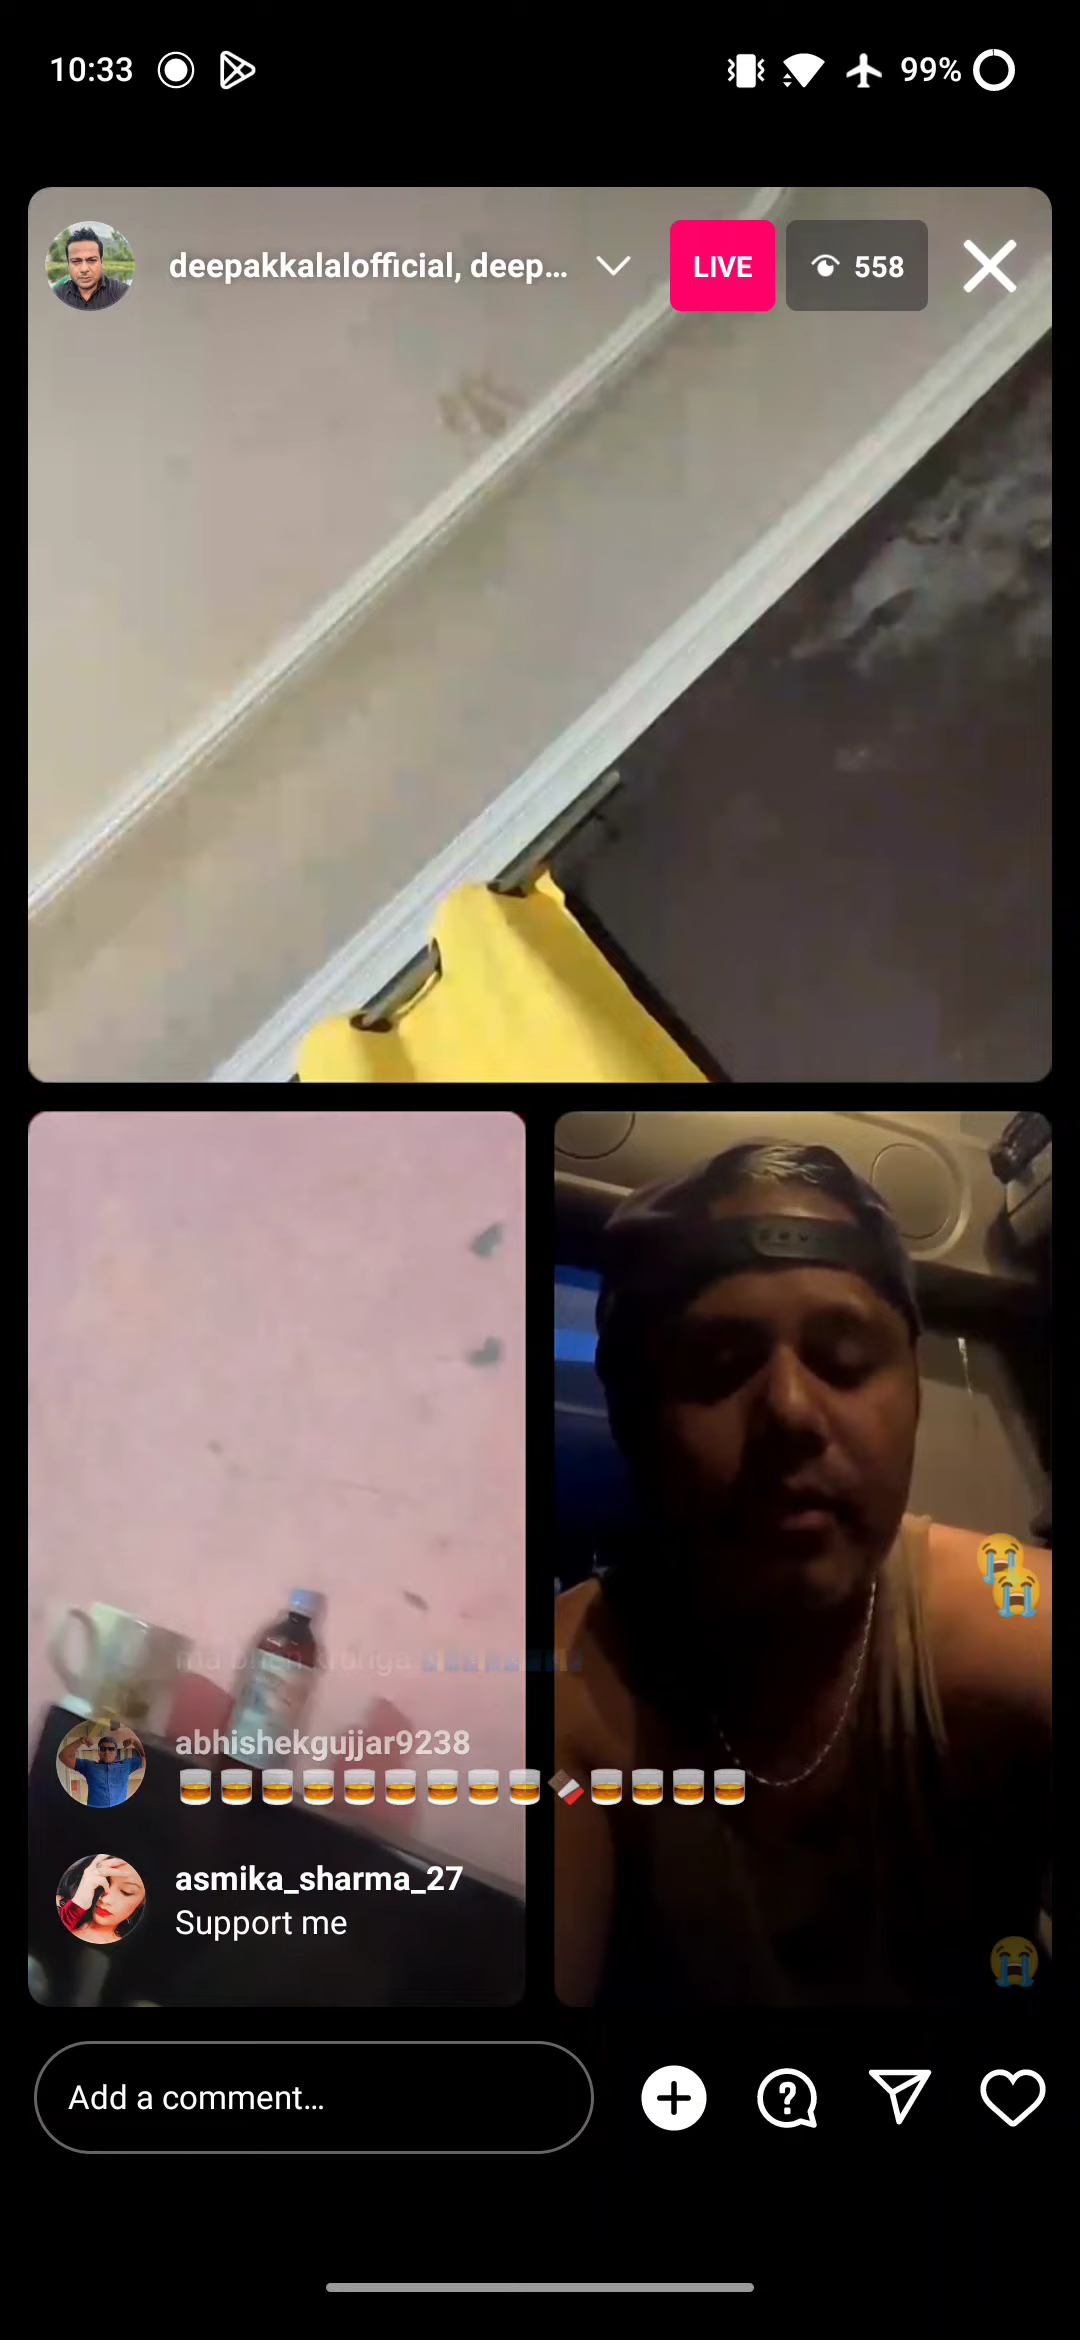 10:33
99%
deepakkalalofficial, deep...
LIVE
558
abhishekgujjar9238
🥃🥃🥃🥃🥃🥃🥃🥃🥃🍫🥃🥃🥃🥃
asmika_sharma_27
Support me
Add a comment...